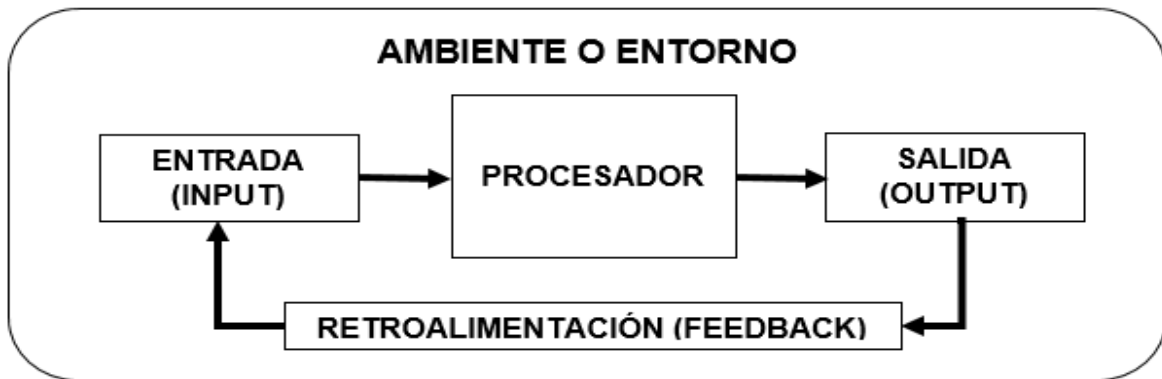 AMBIENTE O ENTORNO
ENTRADA
(INPUT)
PROCESADOR
SALIDA
(OUTPUT)
RETROALIMENTACIÓN (FEEDBACK)